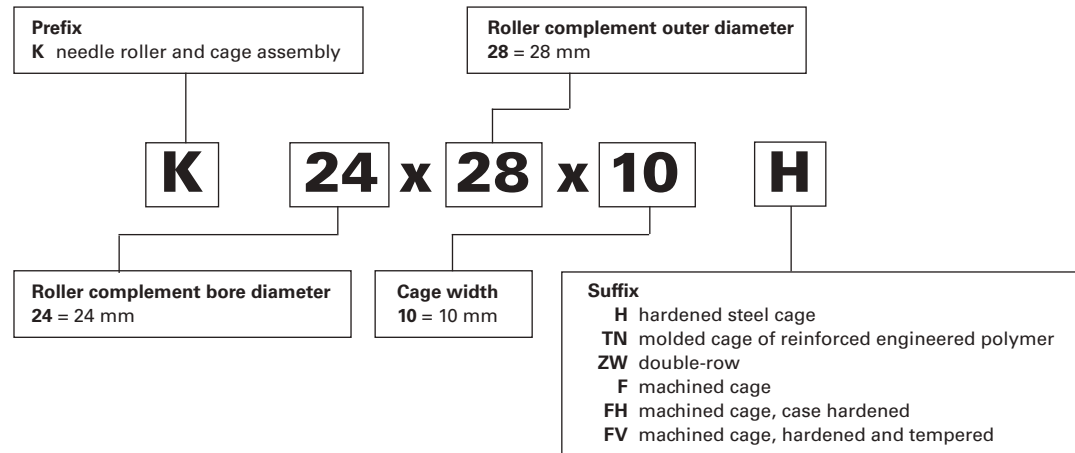 Prefix
K needle roller and cage assembly
Roller complement outer diameter
28 = 28 mm
K 24 x 28 x 10 H
Roller complement bore diameter
24 = 24 mm
Cage width
10 = 10 mm
Suffix
H hardened steel cage
TN molded cage of reinforced engineered polymer
ZW double-row
F machined cage
FH machined cage, case hardened
FV machined cage, hardened and tempered